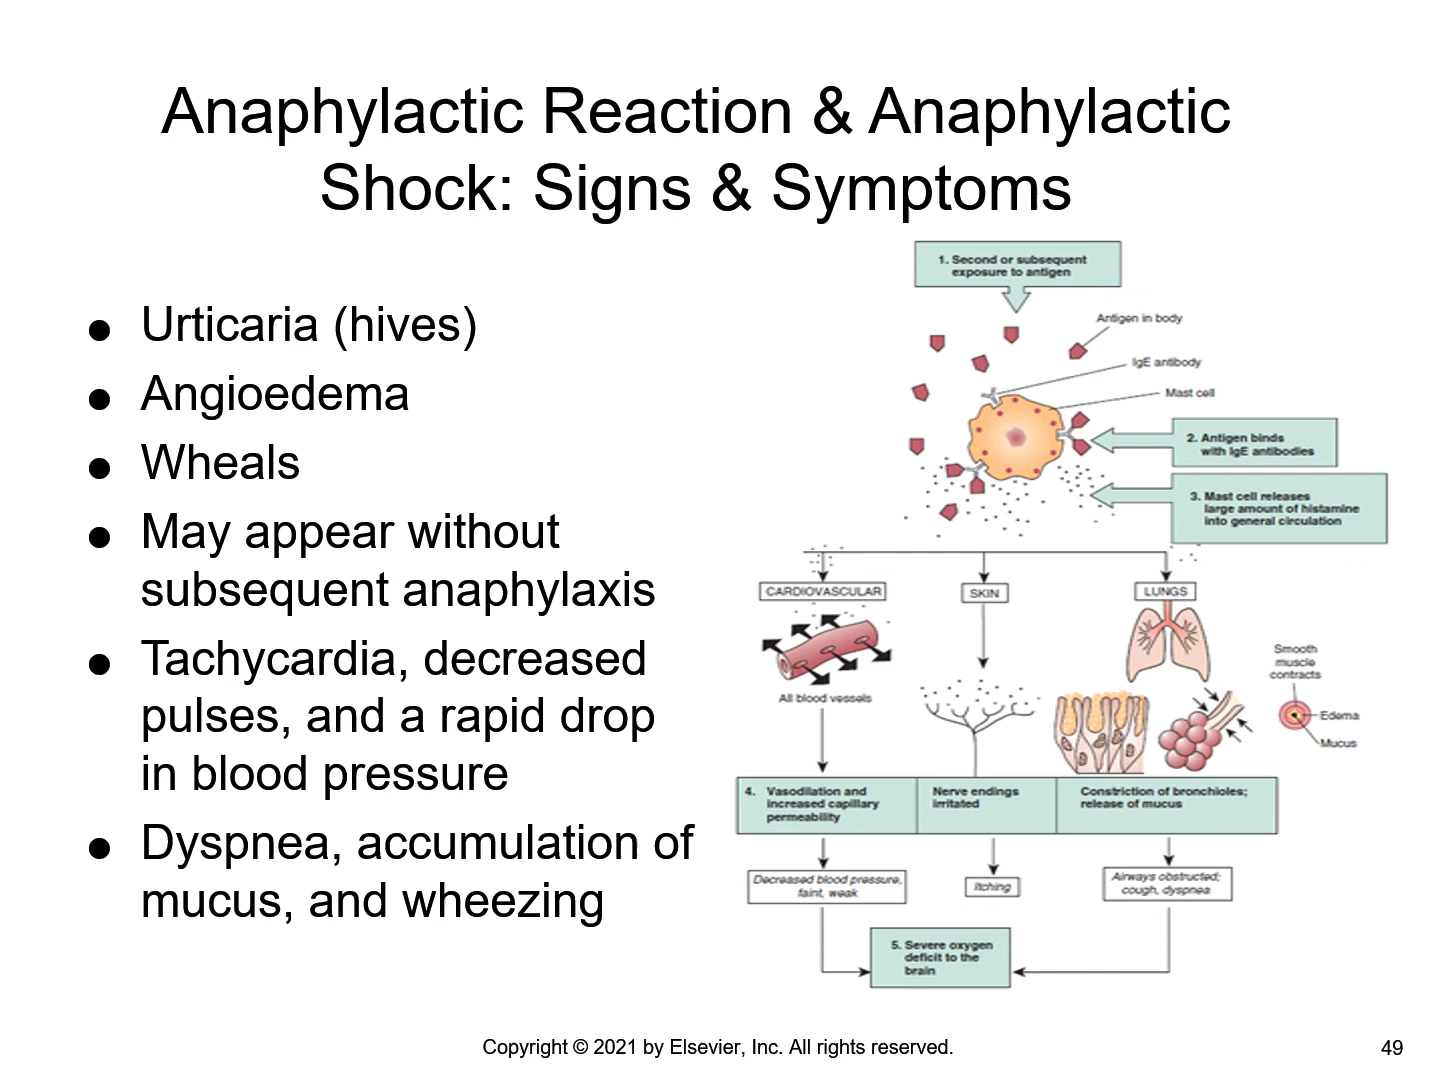 Anaphylactic Reaction & Anaphylactic
Shock: Signs & Symptoms
● Urticaria (hives)
● Angioedema
● Wheals
● May appear without
subsequent anaphylaxis
● Tachycardia, decreased
pulses, and a rapid drop
in blood pressure
● Dyspnea, accumulation of
mucus, and wheezing
1. Second or subsequent
exposure to antigen
Antigen in body
IgE antibody
Mast cell
2. Antigen binds
with IgE antibodies
3. Mast cell releases
large amount of histamine
into general circulation
CARDIOVASCULAR
SKIN
LUNGS
All blood vessels
Smooth
muscle
contracts
Edema
Mucus
4. Vasodilation and
increased capillary
permeability
Nerve endings
irritated
Constriction of bronchioles;
release of mucus
Decreased blood pressure,
faint, weak
Itching
Airways obstructed;
cough, dyspnea
5. Severe oxygen
deficit to the
brain
Copyright © 2021 by Elsevier, Inc. All rights reserved.
49